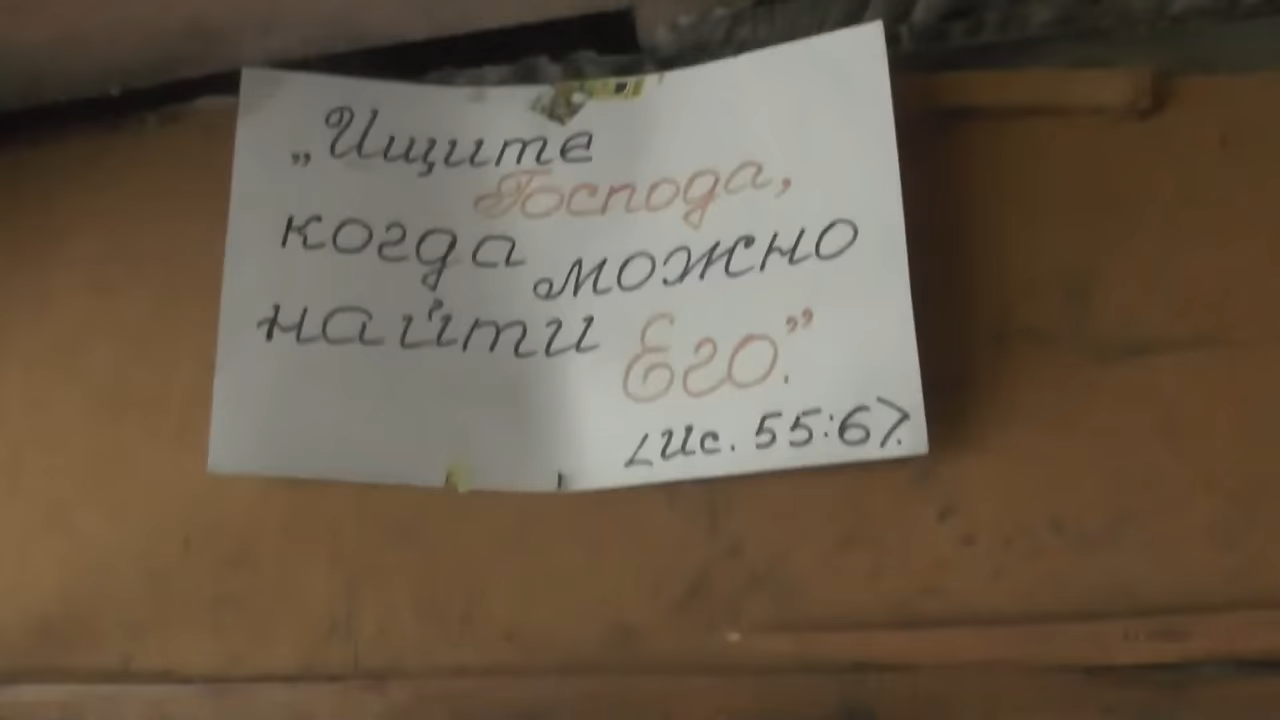 „Ищите
Господа,
когда можно
найти Его.”
<Ис. 55:6>.